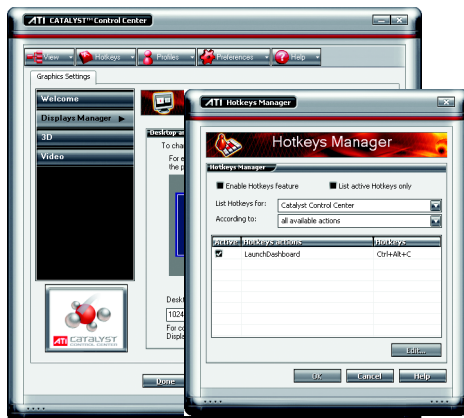 ATI CATALYST™ Control Center
View Hotkeys Profiles Preferences Help
Graphics Settings
Welcome
Displays Manager
3D
Video
Desktop a
To cha
For e
the p
Deskt
1024
For co
Displa
ATI CATALYST
CONTROL CENTER
Done
ATI Hotkeys Manager
Hotkeys Manager
Hotkeys Manager
Enable Hotkeys feature
List active Hotkeys only
List Hotkeys for: Catalyst Control Center
According to: all available actions
Active Hotkeys actions Hotkeys
LaunchDashboard Ctrl+Alt+C
Edit...
OK Cancel Help